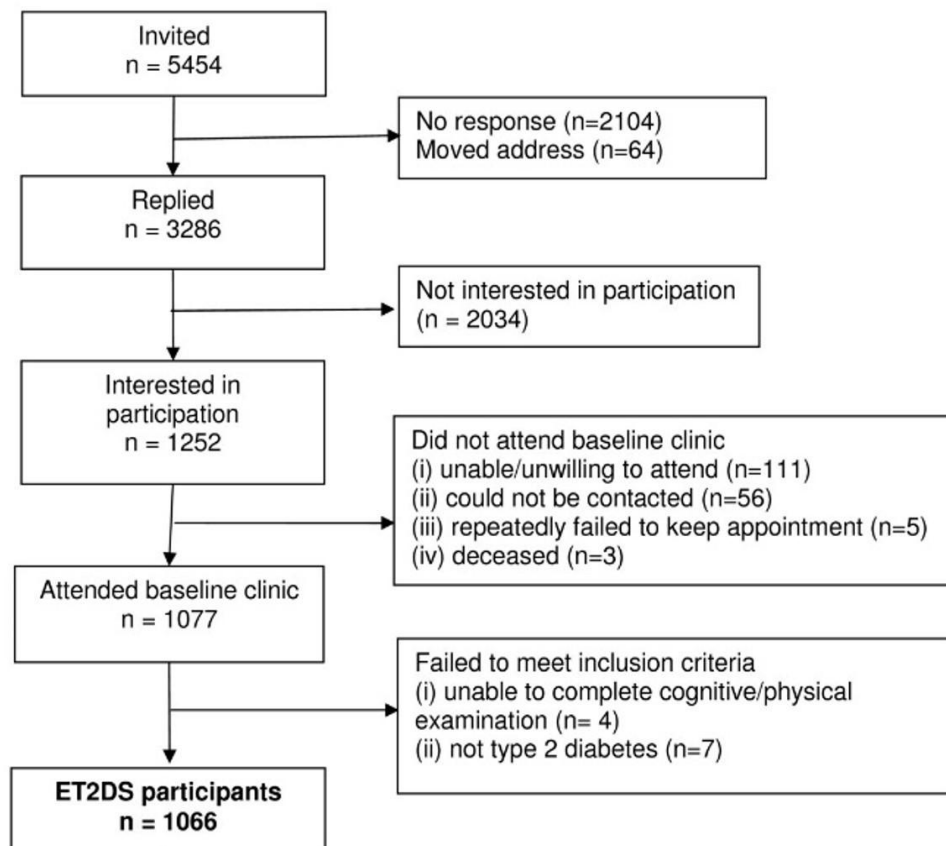 Invited
n = 5454
No response (n=2104)
Moved address (n=64)
Replied
n = 3286
Not interested in participation
(n = 2034)
Interested in
participation
n = 1252
Did not attend baseline clinic
(i) unable/unwilling to attend (n=111)
(ii) could not be contacted (n=56)
(iii) repeatedly failed to keep appointment (n=5)
(iv) deceased (n=3)
Attended baseline clinic
n = 1077
Failed to meet inclusion criteria
(i) unable to complete cognitive/physical
examination (n= 4)
(ii) not type 2 diabetes (n=7)
ET2DS participants
n = 1066